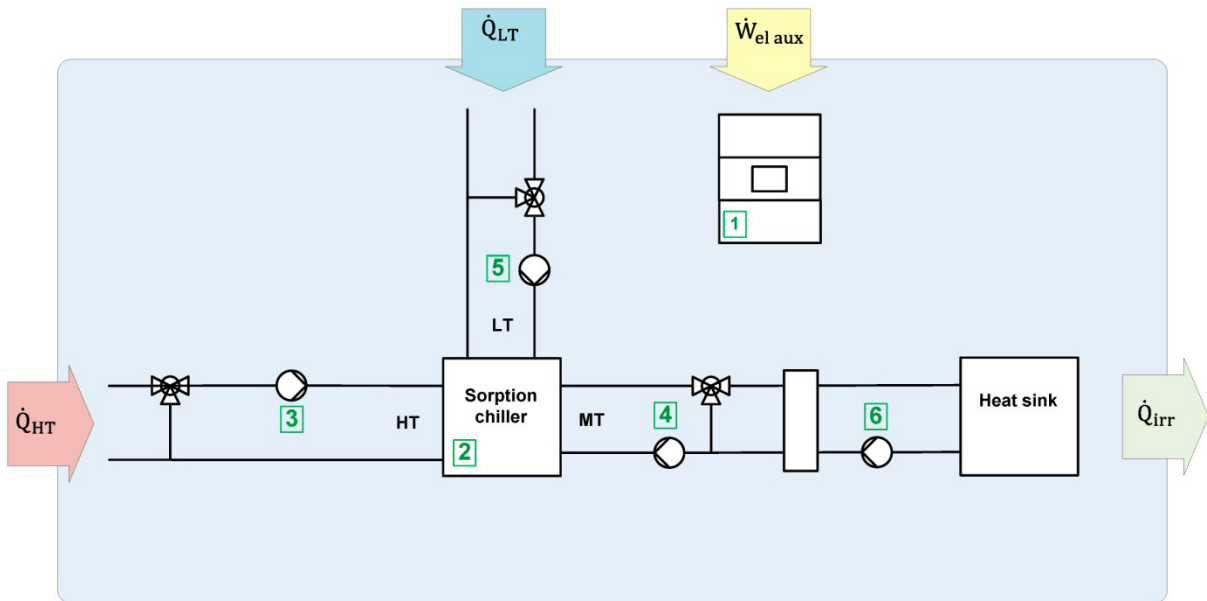 Q̇LT
Ẇel aux
1
5
LT
Q̇HT
3
HT
Sorption
chiller
2
MT
4
6
Heat sink
Q̇irr